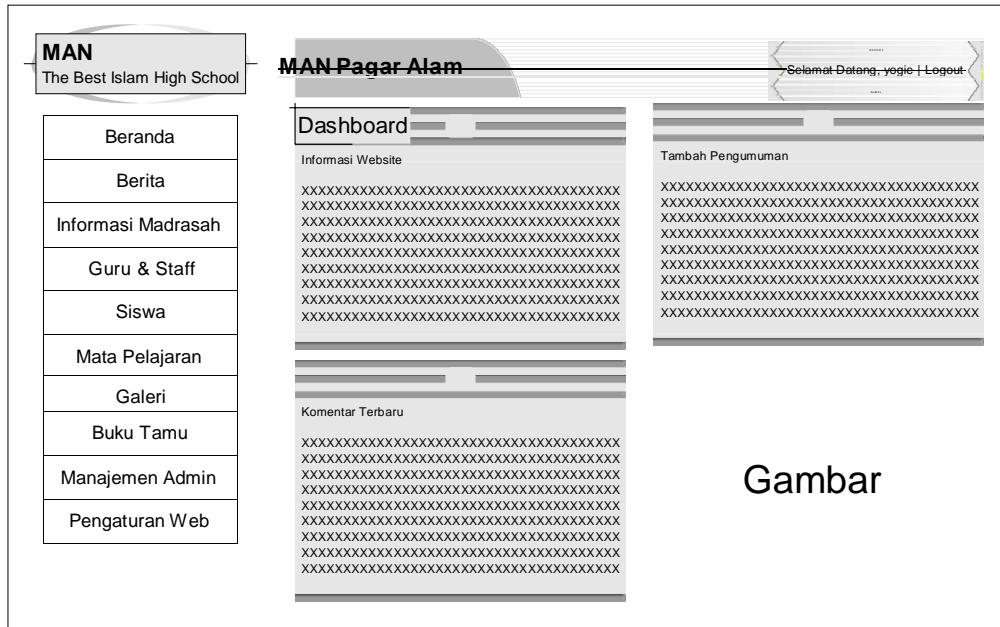 MAN
The Best Islam High School
MAN Pagar Alam
Selamat Datang, yogie | Logout
Beranda
Berita
Informasi Madrasah
Guru & Staff
Siswa
Mata Pelajaran
Galeri
Buku Tamu
Manajemen Admin
Pengaturan Web
Dashboard
Informasi Website
XXXXXXXXXXXXXXXXXXXXXXXXXXXXXXXXXXXXXX
XXXXXXXXXXXXXXXXXXXXXXXXXXXXXXXXXXXXXX
XXXXXXXXXXXXXXXXXXXXXXXXXXXXXXXXXXXXXX
XXXXXXXXXXXXXXXXXXXXXXXXXXXXXXXXXXXXXX
XXXXXXXXXXXXXXXXXXXXXXXXXXXXXXXXXXXXXX
XXXXXXXXXXXXXXXXXXXXXXXXXXXXXXXXXXXXXX
XXXXXXXXXXXXXXXXXXXXXXXXXXXXXXXXXXXXXX
XXXXXXXXXXXXXXXXXXXXXXXXXXXXXXXXXXXXXX
XXXXXXXXXXXXXXXXXXXXXXXXXXXXXXXXXXXXXX
Tambah Pengumuman
XXXXXXXXXXXXXXXXXXXXXXXXXXXXXXXXXXXXXX
XXXXXXXXXXXXXXXXXXXXXXXXXXXXXXXXXXXXXX
XXXXXXXXXXXXXXXXXXXXXXXXXXXXXXXXXXXXXX
XXXXXXXXXXXXXXXXXXXXXXXXXXXXXXXXXXXXXX
XXXXXXXXXXXXXXXXXXXXXXXXXXXXXXXXXXXXXX
XXXXXXXXXXXXXXXXXXXXXXXXXXXXXXXXXXXXXX
XXXXXXXXXXXXXXXXXXXXXXXXXXXXXXXXXXXXXX
XXXXXXXXXXXXXXXXXXXXXXXXXXXXXXXXXXXXXX
XXXXXXXXXXXXXXXXXXXXXXXXXXXXXXXXXXXXXX
Komentar Terbaru
XXXXXXXXXXXXXXXXXXXXXXXXXXXXXXXXXXXXXX
XXXXXXXXXXXXXXXXXXXXXXXXXXXXXXXXXXXXXX
XXXXXXXXXXXXXXXXXXXXXXXXXXXXXXXXXXXXXX
XXXXXXXXXXXXXXXXXXXXXXXXXXXXXXXXXXXXXX
XXXXXXXXXXXXXXXXXXXXXXXXXXXXXXXXXXXXXX
XXXXXXXXXXXXXXXXXXXXXXXXXXXXXXXXXXXXXX
XXXXXXXXXXXXXXXXXXXXXXXXXXXXXXXXXXXXXX
XXXXXXXXXXXXXXXXXXXXXXXXXXXXXXXXXXXXXX
XXXXXXXXXXXXXXXXXXXXXXXXXXXXXXXXXXXXXX
Gambar